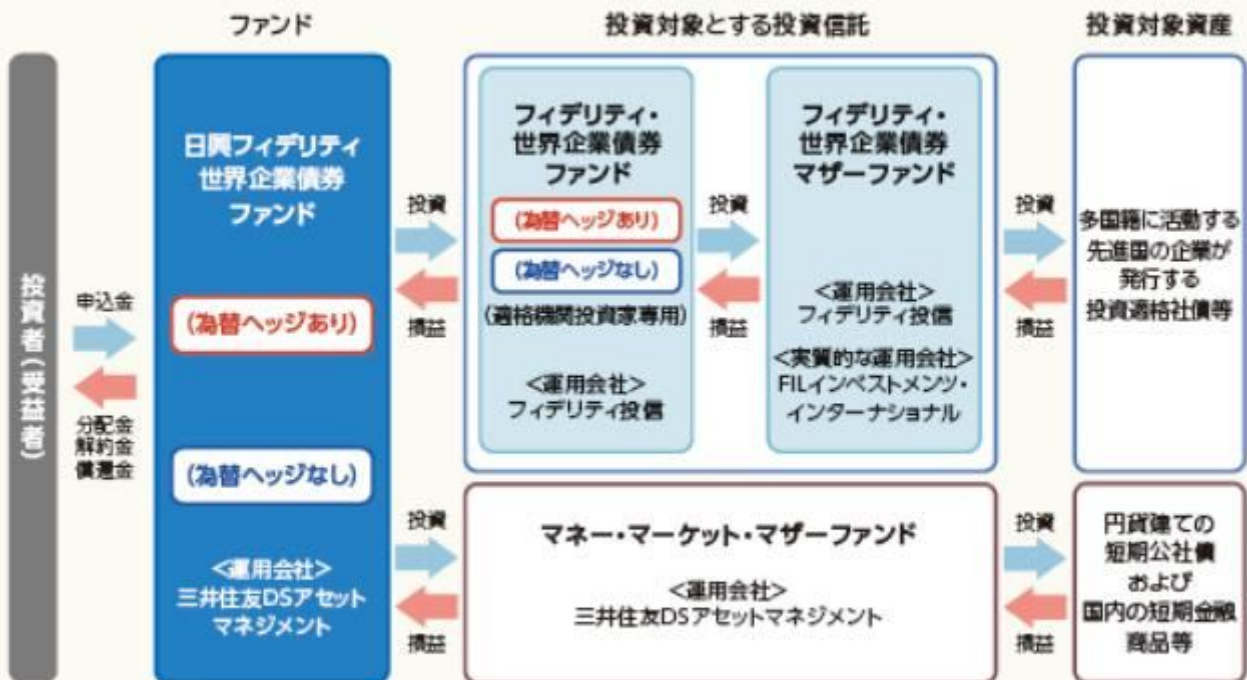 ファンド
投資対象とする投資信託
投資対象資産
投資者(受益者)
申込金
分配金
解約金
償還金
日興フィデリティ
世界企業債券
ファンド
(為替ヘッジあり)
(為替ヘッジなし)
<運用会社>
三井住友DSアセット
マネジメント
投資
損益
フィデリティ・
世界企業債券
ファンド
(為替ヘッジあり)
(為替ヘッジなし)
(適格機関投資家専用)
<運用会社>
フィデリティ投信
投資
損益
フィデリティ・
世界企業債券
マザーファンド
<運用会社>
フィデリティ投信
<実質的な運用会社>
FILインベストメンツ・
インターナショナル
投資
損益
多国籍に活動する
先進国の企業が
発行する
投資適格社債等
投資
損益
マネー・マーケット・マザーファンド
<運用会社>
三井住友DSアセットマネジメント
投資
損益
円貨建ての
短期公社債
および
国内の短期金融
商品等